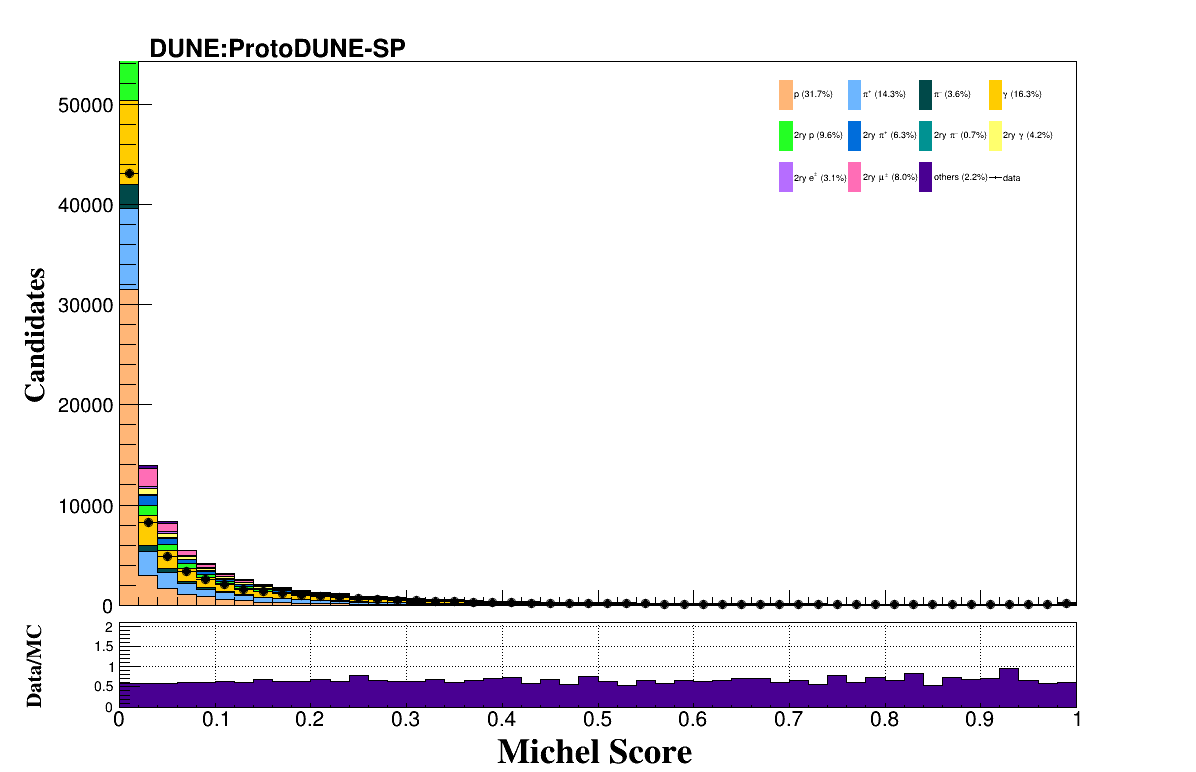 DUNE:ProtoDUNE-SP
p (31.7%) π⁺ (14.3%) π⁻ (3.6%) γ (16.3%)
2ry p (9.6%) 2ry π⁺ (6.3%) 2ry π⁻ (0.7%) 2ry γ (4.2%)
2ry e± (3.1%) 2ry μ± (8.0%) others (2.2%) data
Candidates
50000
40000
30000
20000
10000
0
Data/MC
2
1.5
1
0.5
0
0 0.1 0.2 0.3 0.4 0.5 0.6 0.7 0.8 0.9 1
Michel Score